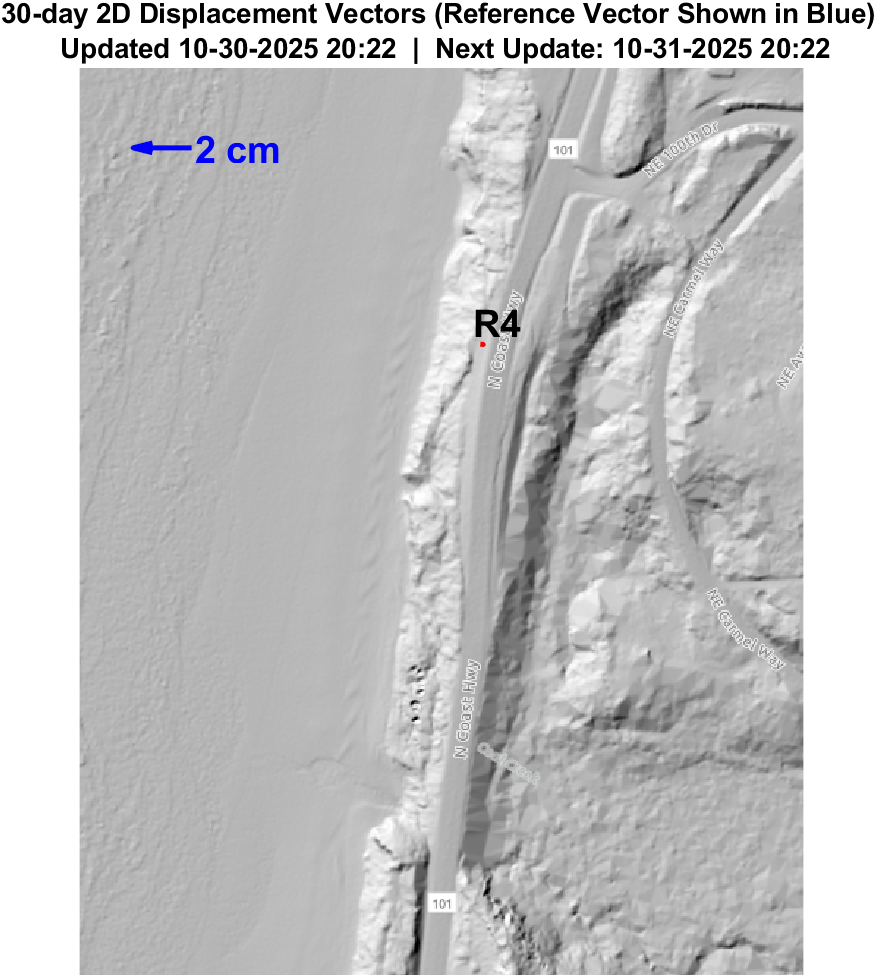 30-day 2D Displacement Vectors (Reference Vector Shown in Blue)
Updated 10-30-2025 20:22 | Next Update: 10-31-2025 20:22
2 cm
101
NE 100th Dr
NE Carmel Way
R4
N Coast Hwy
NE
NE Carmel Way
N Coast Hwy
101